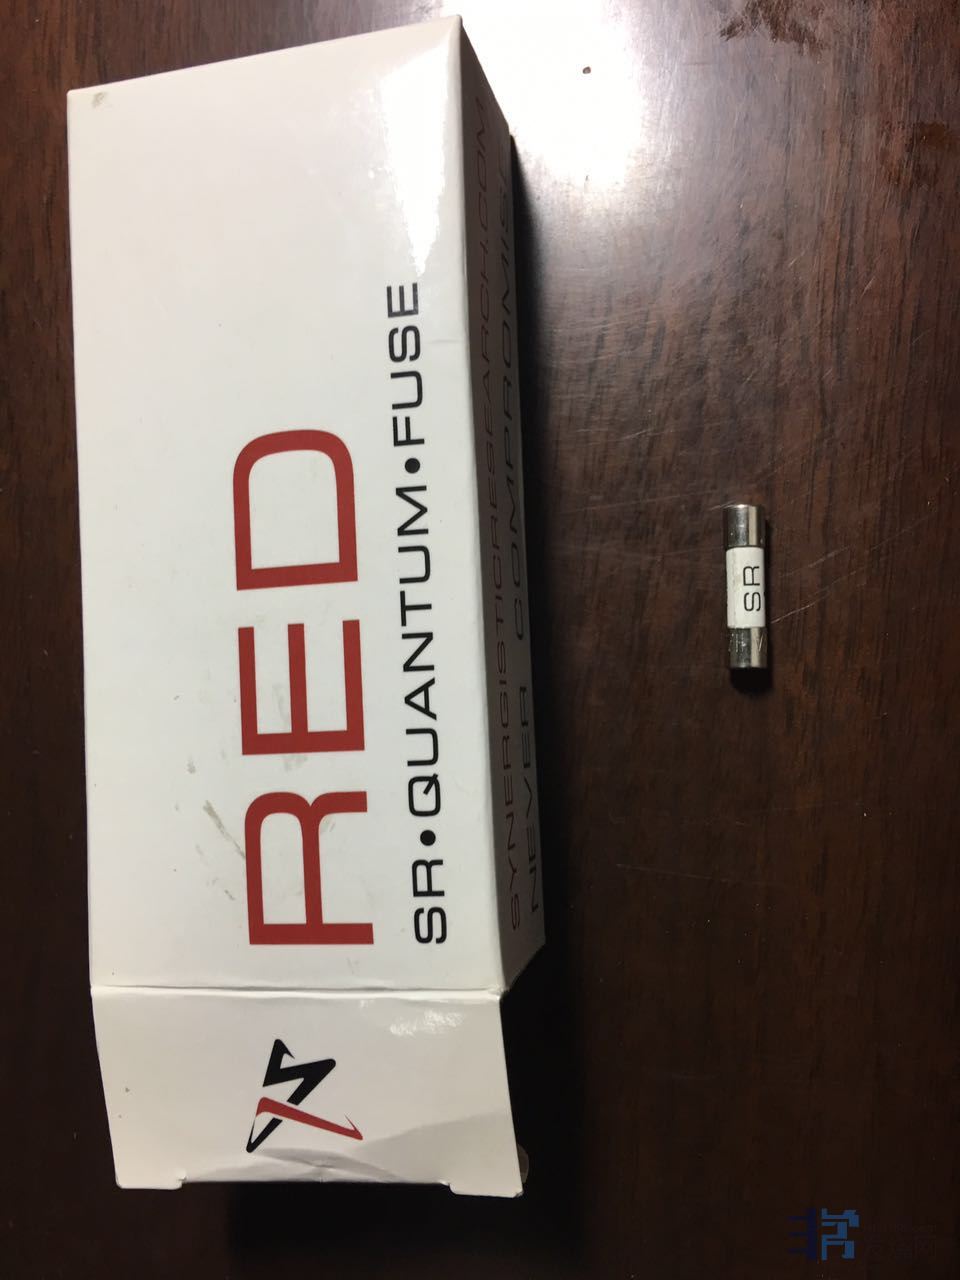 RED
SR•QUANTUM•FUSE
SYNERGISTICRESEARCH.COM
NEVER COMPROMISE
SR